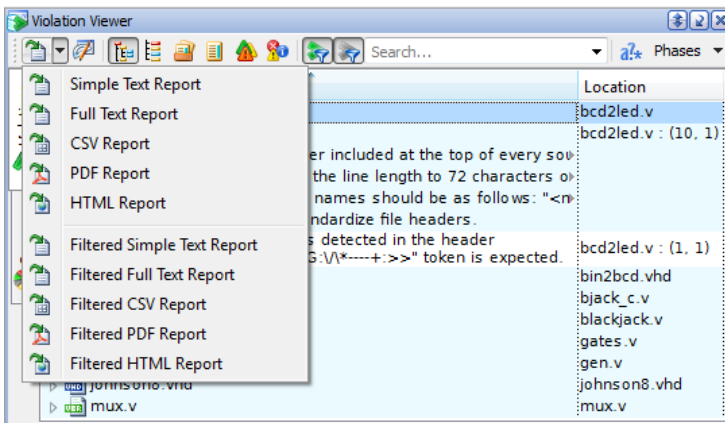 Violation Viewer
Search...
a?* Phases
Location
Simple Text Report
Full Text Report
CSV Report
PDF Report
HTML Report
Filtered Simple Text Report
Filtered Full Text Report
Filtered CSV Report
Filtered PDF Report
Filtered HTML Report
bcd2led.v
bcd2led.v : (10, 1)
er included at the top of every sou
the line length to 72 characters o
names should be as follows: "<n
ndardize file headers.
s detected in the header
G:\/\*----+:>>" token is expected.
bcd2led.v : (1, 1)
bin2bcd.vhd
bjack_c.v
blackjack.v
gates.v
gen.v
johnson8.vhd
johnson8.vhd
mux.v
mux.v